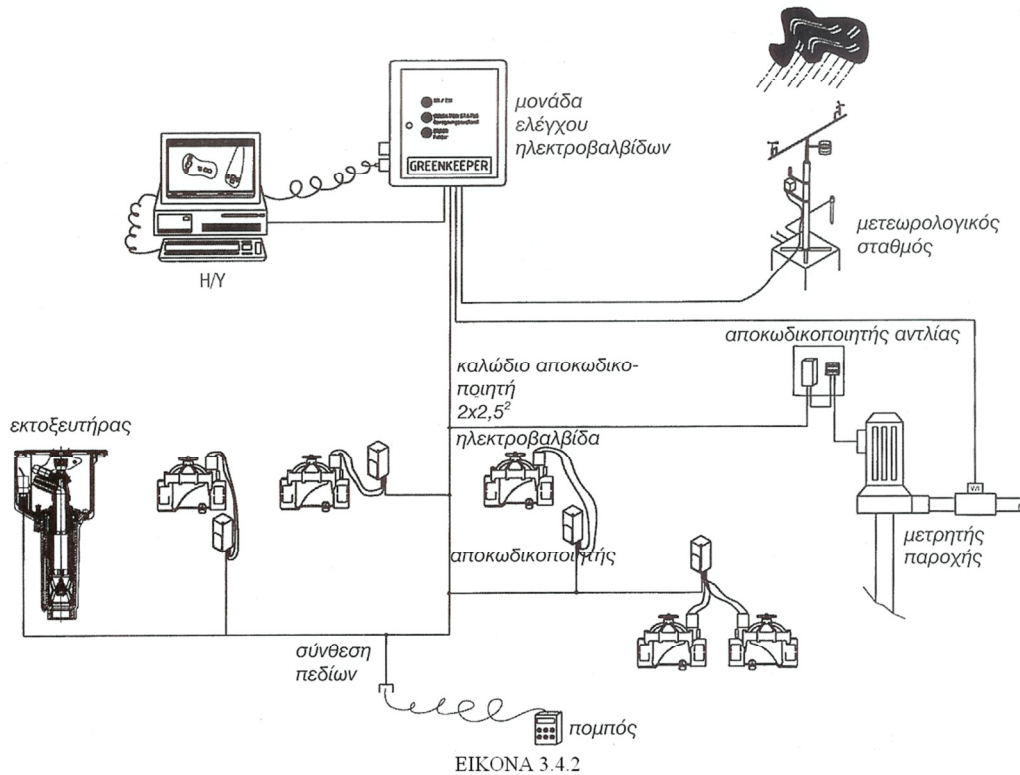 μονάδα
ελέγχου
ηλεκτροβαλβίδων
GREENKEEPER
Η/Υ
μετεωρολογικός
σταθμός
αποκωδικοποιητής αντλίας
καλώδιο αποκωδικο-
ποιητή
2x2,5²
εκτοξευτήρας
ηλεκτροβαλβίδα
αποκωδικοποιητής
μετρητής
παροχής
σύνθεση
πεδίων
πομπός
ΕΙΚΟΝΑ 3.4.2